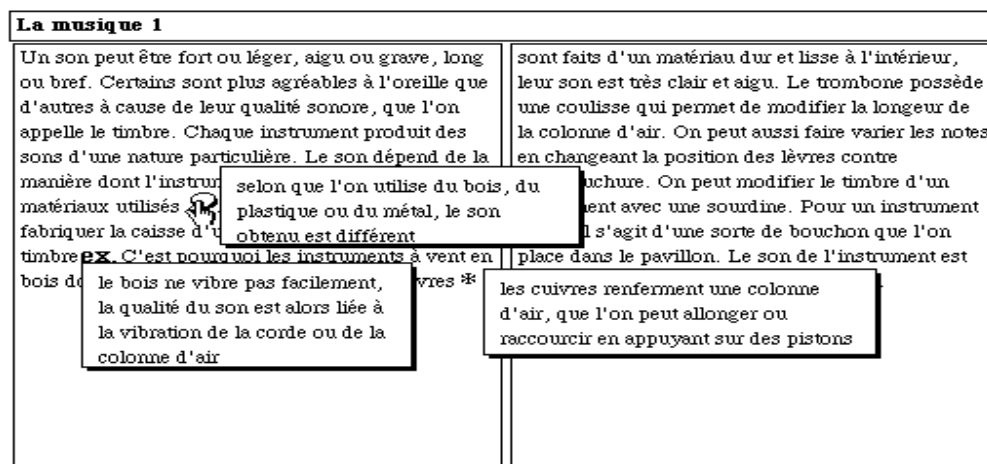 La musique 1
Un son peut être fort ou léger, aigu ou grave, long
ou bref. Certains sont plus agréables à l'oreille que
d'autres à cause de leur qualité sonore, que l'on
appelle le timbre. Chaque instrument produit des
sons d'une nature particulière. Le son dépend de la
manière dont l'instru
matériaux utilisés
fabriquer la caisse d'u
timbre ex. C'est pourquoi les instruments à vent en
bois vres *
selon que l'on utilise du bois, du
plastique ou du métal, le son
obtenu est différent
le bois ne vibre pas facilement,
la qualité du son est alors liée à
la vibration de la corde ou de la
colonne d'air
sont faits d'un matériau dur et lisse à l'intérieur,
leur son est très clair et aigu. Le trombone possède
une coulisse qui permet de modifier la longeur de
la colonne d'air. On peut aussi faire varier les notes
en changeant la position des lèvres contre
uchure. On peut modifier le timbre d'un
ent avec une sourdine. Pour un instrument
l s'agit d'une sorte de bouchon que l'on
place dans le pavillon. Le son de l'instrument est
les cuivres renferment une colonne
d'air, que l'on peut allonger ou
raccourcir en appuyant sur des pistons